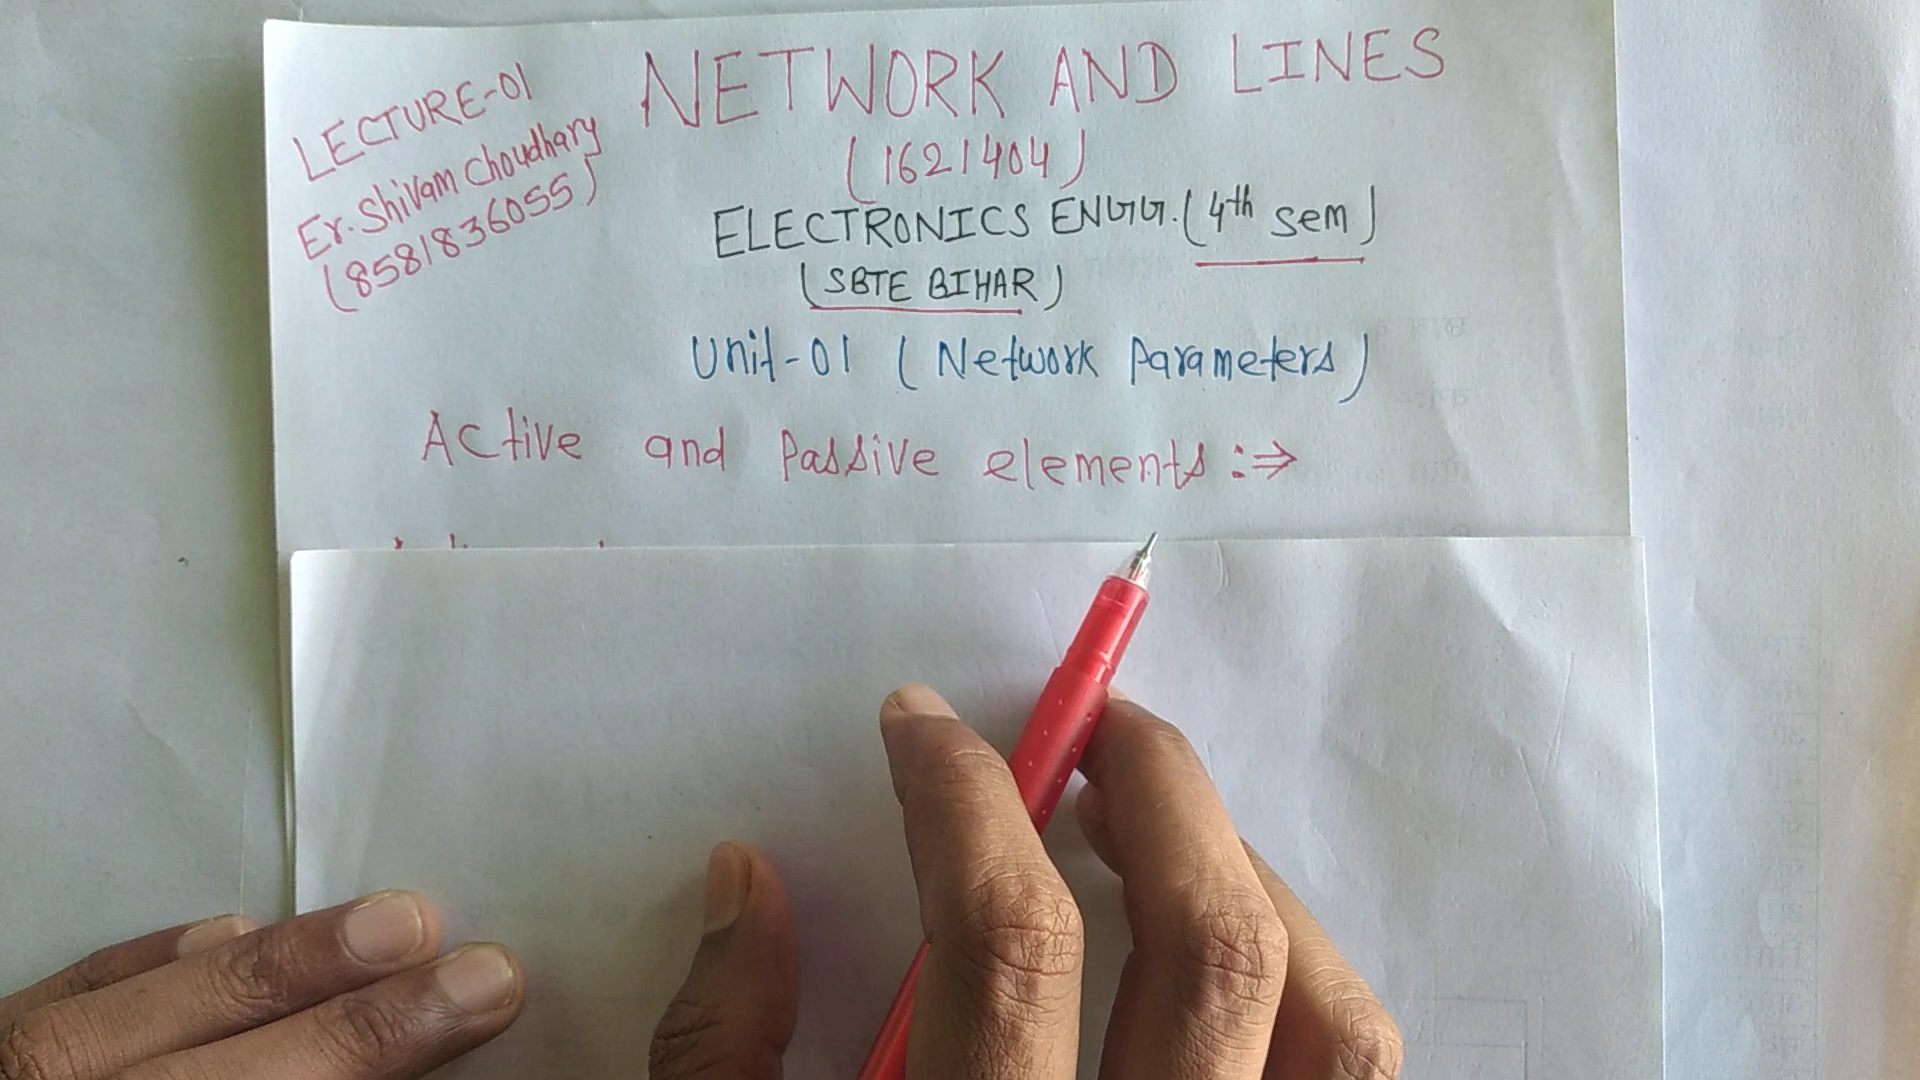 LECTURE-01
Er. Shivam Choudhary
(8581836055)
NETWORK AND LINES
(1621404)
ELECTRONICS ENGG. (4th sem)
(SBTE BIHAR)
Unit-01 (Network Parameters)
Active and Passive elements :⇒